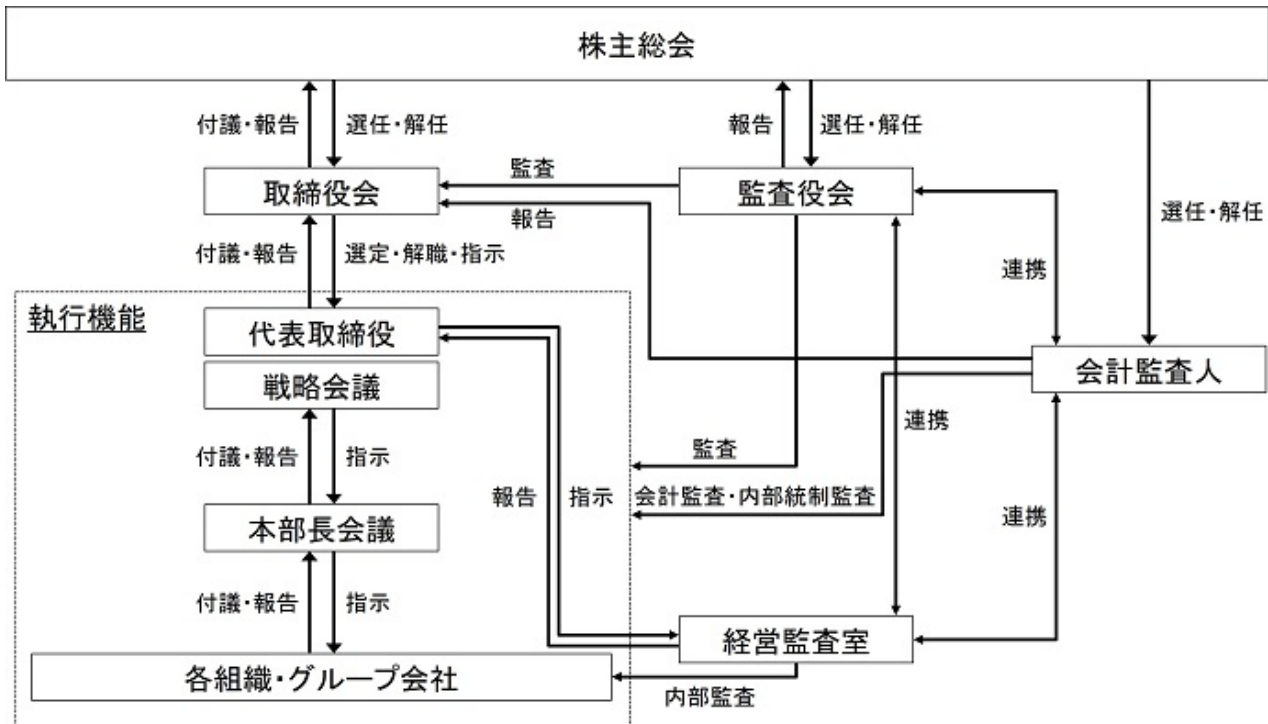 株主総会
付議・報告
選任・解任
報告
選任・解任
選任・解任
取締役会
監査
監査役会
報告
付議・報告
選定・解職・指示
連携
執行機能
代表取締役
戦略会議
会計監査人
付議・報告
指示
連携
監査
報告
指示
会計監査・内部統制監査
本部長会議
連携
付議・報告
指示
経営監査室
各組織・グループ会社
内部監査